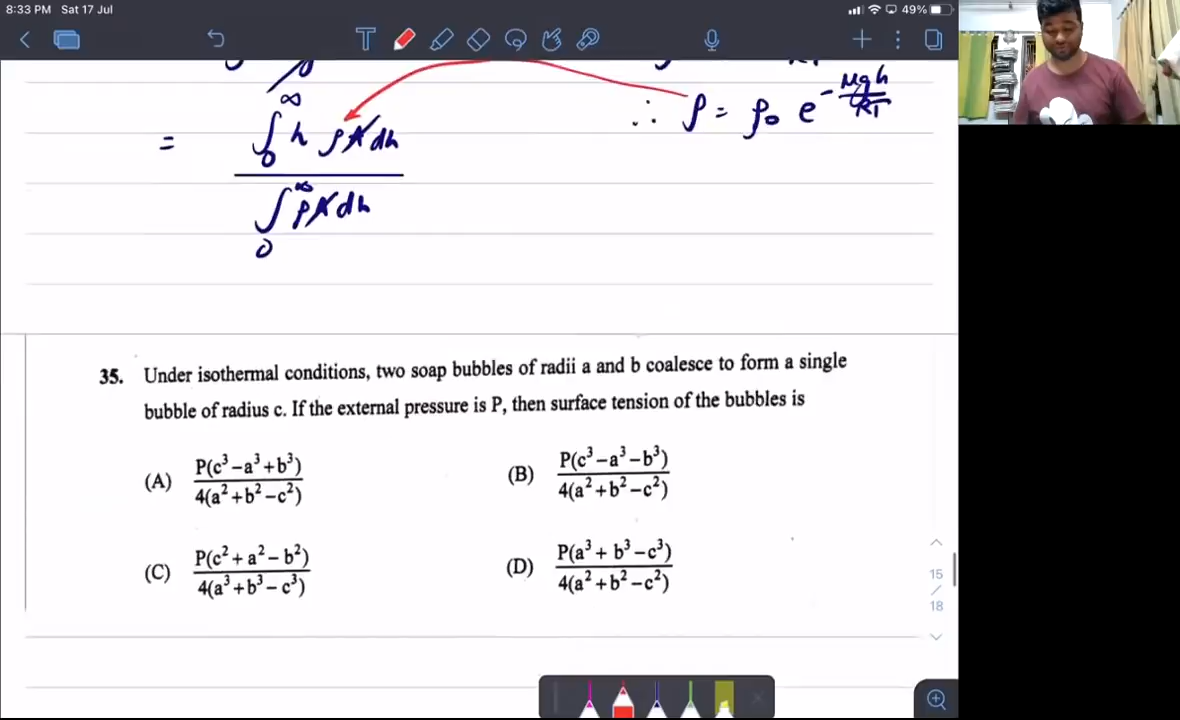 8:33 PM Sat 17 Jul
49%
T
∴ ρ = ρ₀ e^(-Mgh/RT)
= ∫₀^∞ h ρ A dh
∫₀^∞ ρ A dh
35. Under isothermal conditions, two soap bubbles of radii a and b coalesce to form a single
bubble of radius c. If the external pressure is P, then surface tension of the bubbles is
(A) P(c³–a³+b³)/4(a²+b²–c²) (B) P(c³–a³–b³)/4(a²+b²–c²)
(C) P(c²+a²–b²)/4(a³+b³–c³) (D) P(a³+b³–c³)/4(a²+b²–c²)
15
/
18